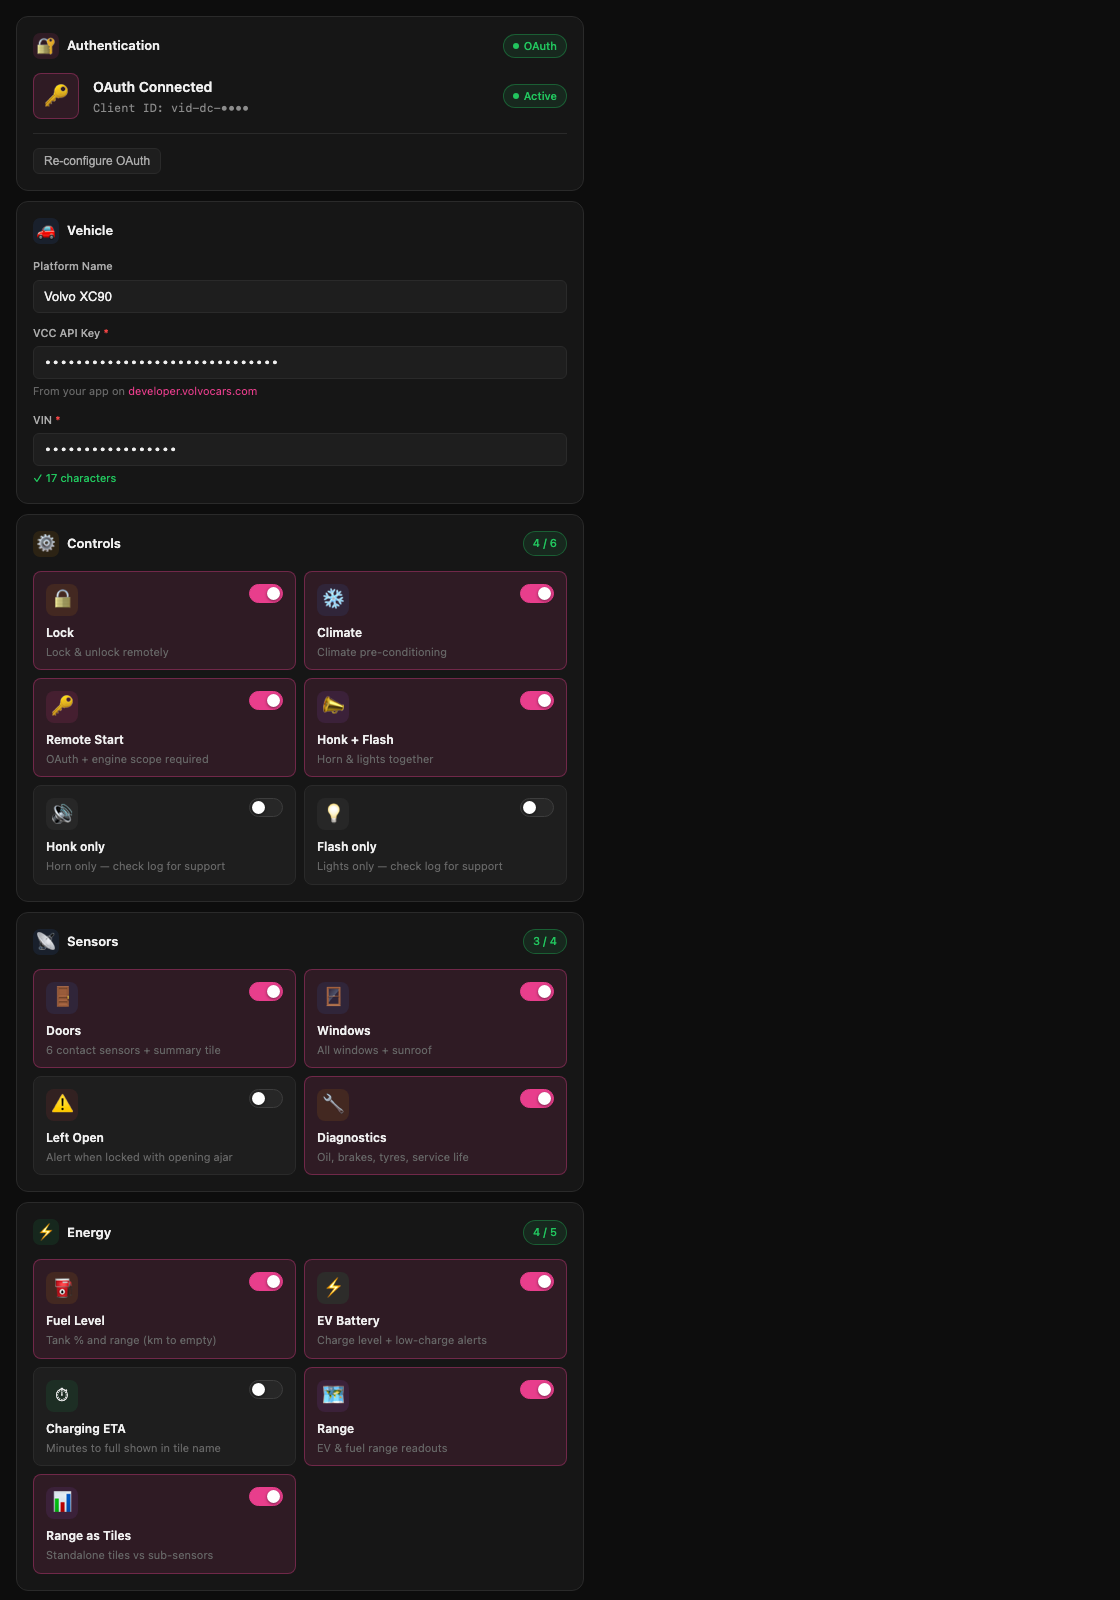 Authentication
OAuth
OAuth Connected
Client ID: vid-dc-••••
Active
Re-configure OAuth
Vehicle
Platform Name
Volvo XC90
VCC API Key *
••••••••••••••••••••••••••••••
From your app on developer.volvocars.com
VIN *
•••••••••••••••••
✓ 17 characters
Controls
4 / 6
Lock
Lock & unlock remotely
Climate
Climate pre-conditioning
Remote Start
OAuth + engine scope required
Honk + Flash
Horn & lights together
Honk only
Horn only — check log for support
Flash only
Lights only — check log for support
Sensors
3 / 4
Doors
6 contact sensors + summary tile
Windows
All windows + sunroof
Left Open
Alert when locked with opening ajar
Diagnostics
Oil, brakes, tyres, service life
Energy
4 / 5
Fuel Level
Tank % and range (km to empty)
EV Battery
Charge level + low-charge alerts
Charging ETA
Minutes to full shown in tile name
Range
EV & fuel range readouts
Range as Tiles
Standalone tiles vs sub-sensors